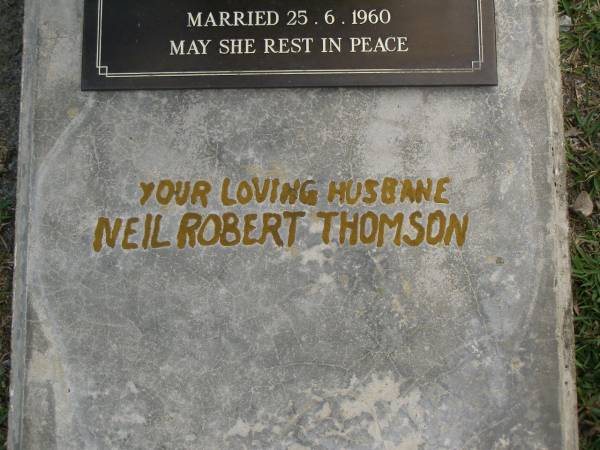 MARRIED 25.6.1960
MAY SHE REST IN PEACE
YOUR LOVING HUSBANE
NEIL ROBERT THOMSON